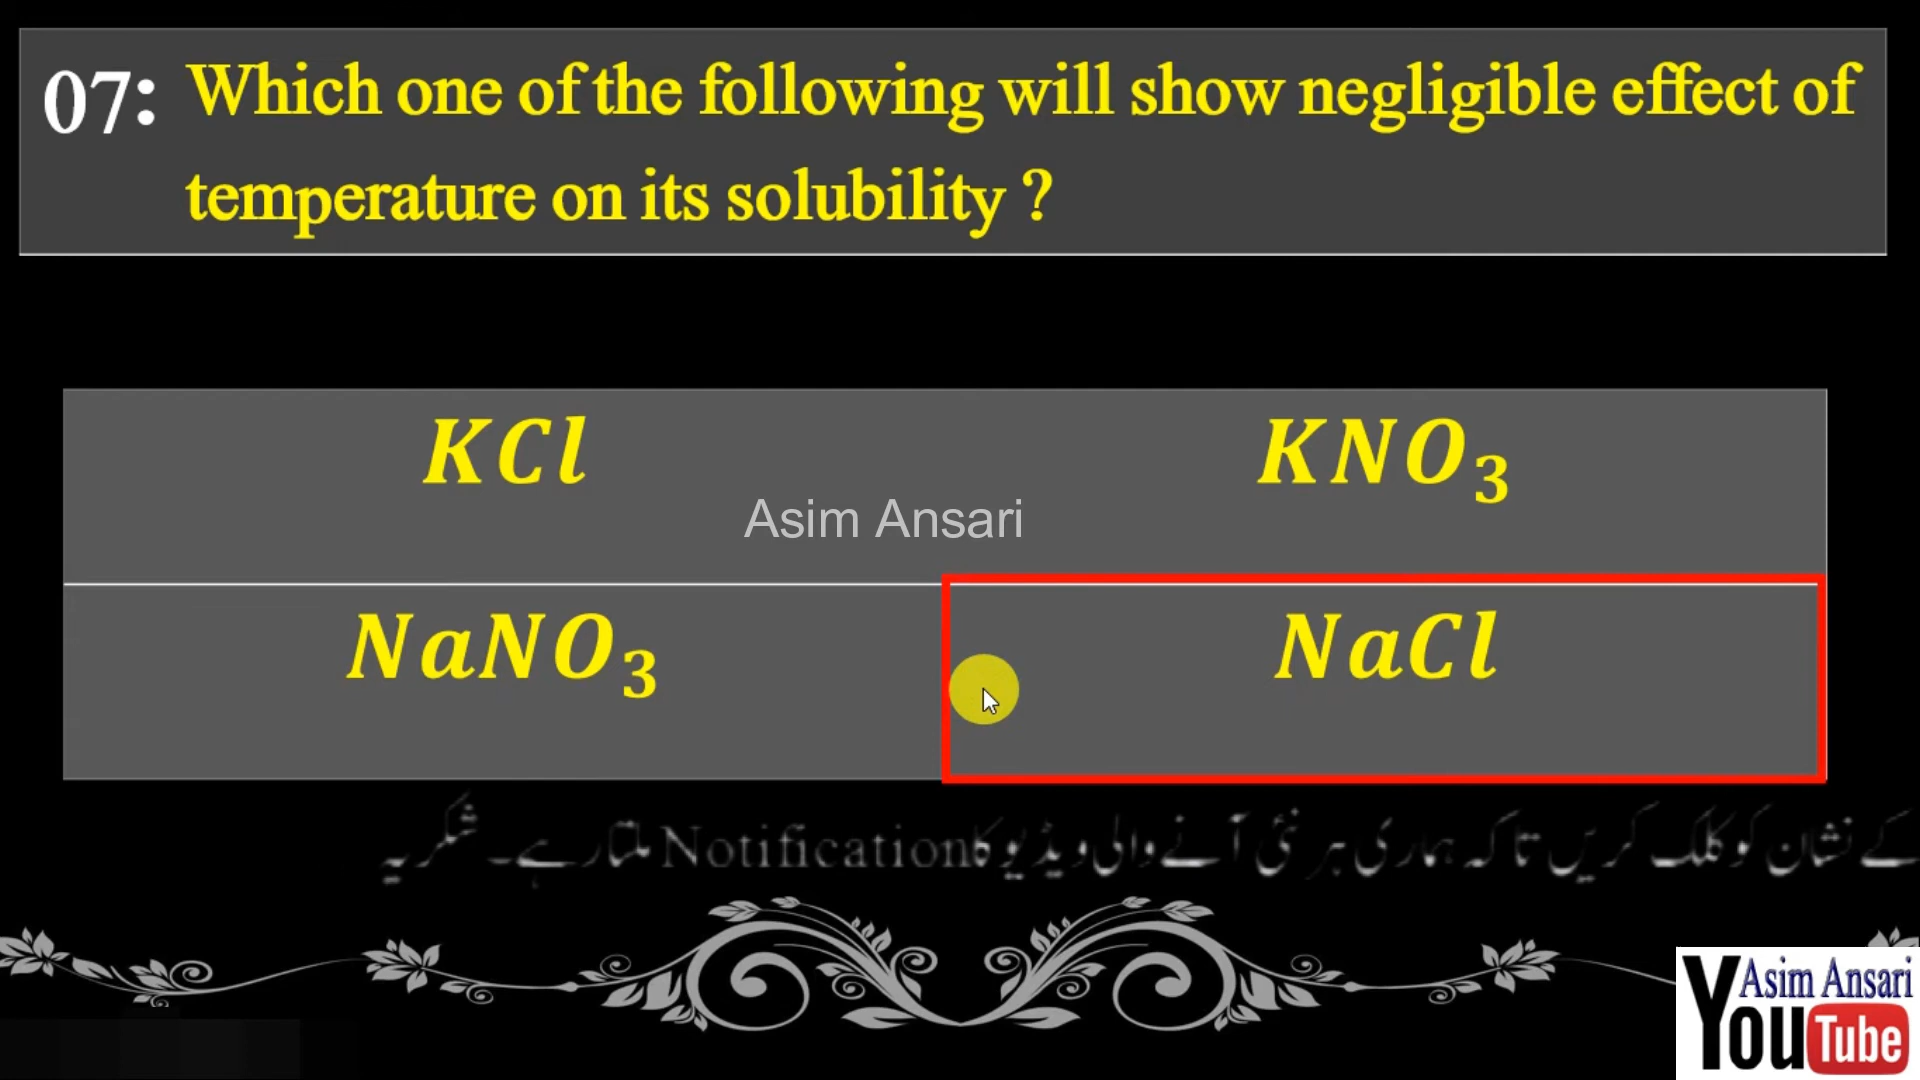 07: Which one of the following will show negligible effect of
temperature on its solubility ?
KCl
KNO₃
Asim Ansari
NaNO₃
NaCl
کے نشان کو کلک کریں تاکہ ہماری ہر نئی آنے والی ویڈیو کا Notification ملتا رہے۔ شکریہ
Asim Ansari
YouTube